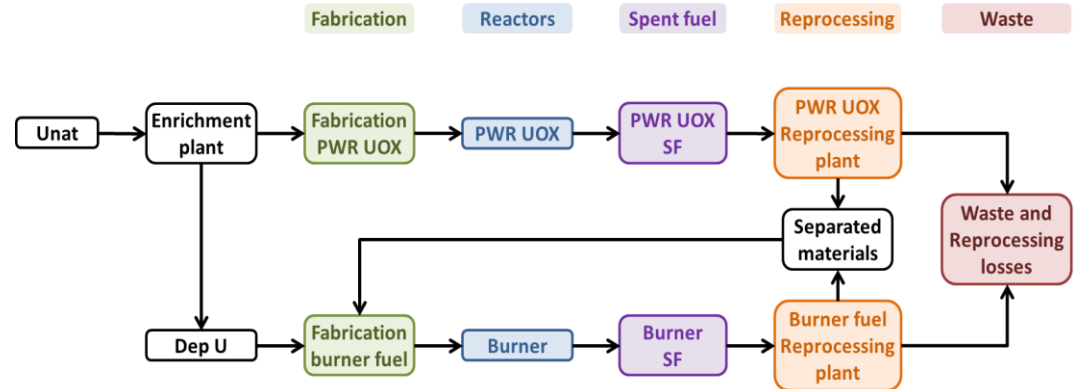 Fabrication
Reactors
Spent fuel
Reprocessing
Waste
Unat
Enrichment
plant
Fabrication
PWR UOX
PWR UOX
PWR UOX
SF
PWR UOX
Reprocessing
plant
Separated
materials
Waste and
Reprocessing
losses
Dep U
Fabrication
burner fuel
Burner
Burner
SF
Burner fuel
Reprocessing
plant